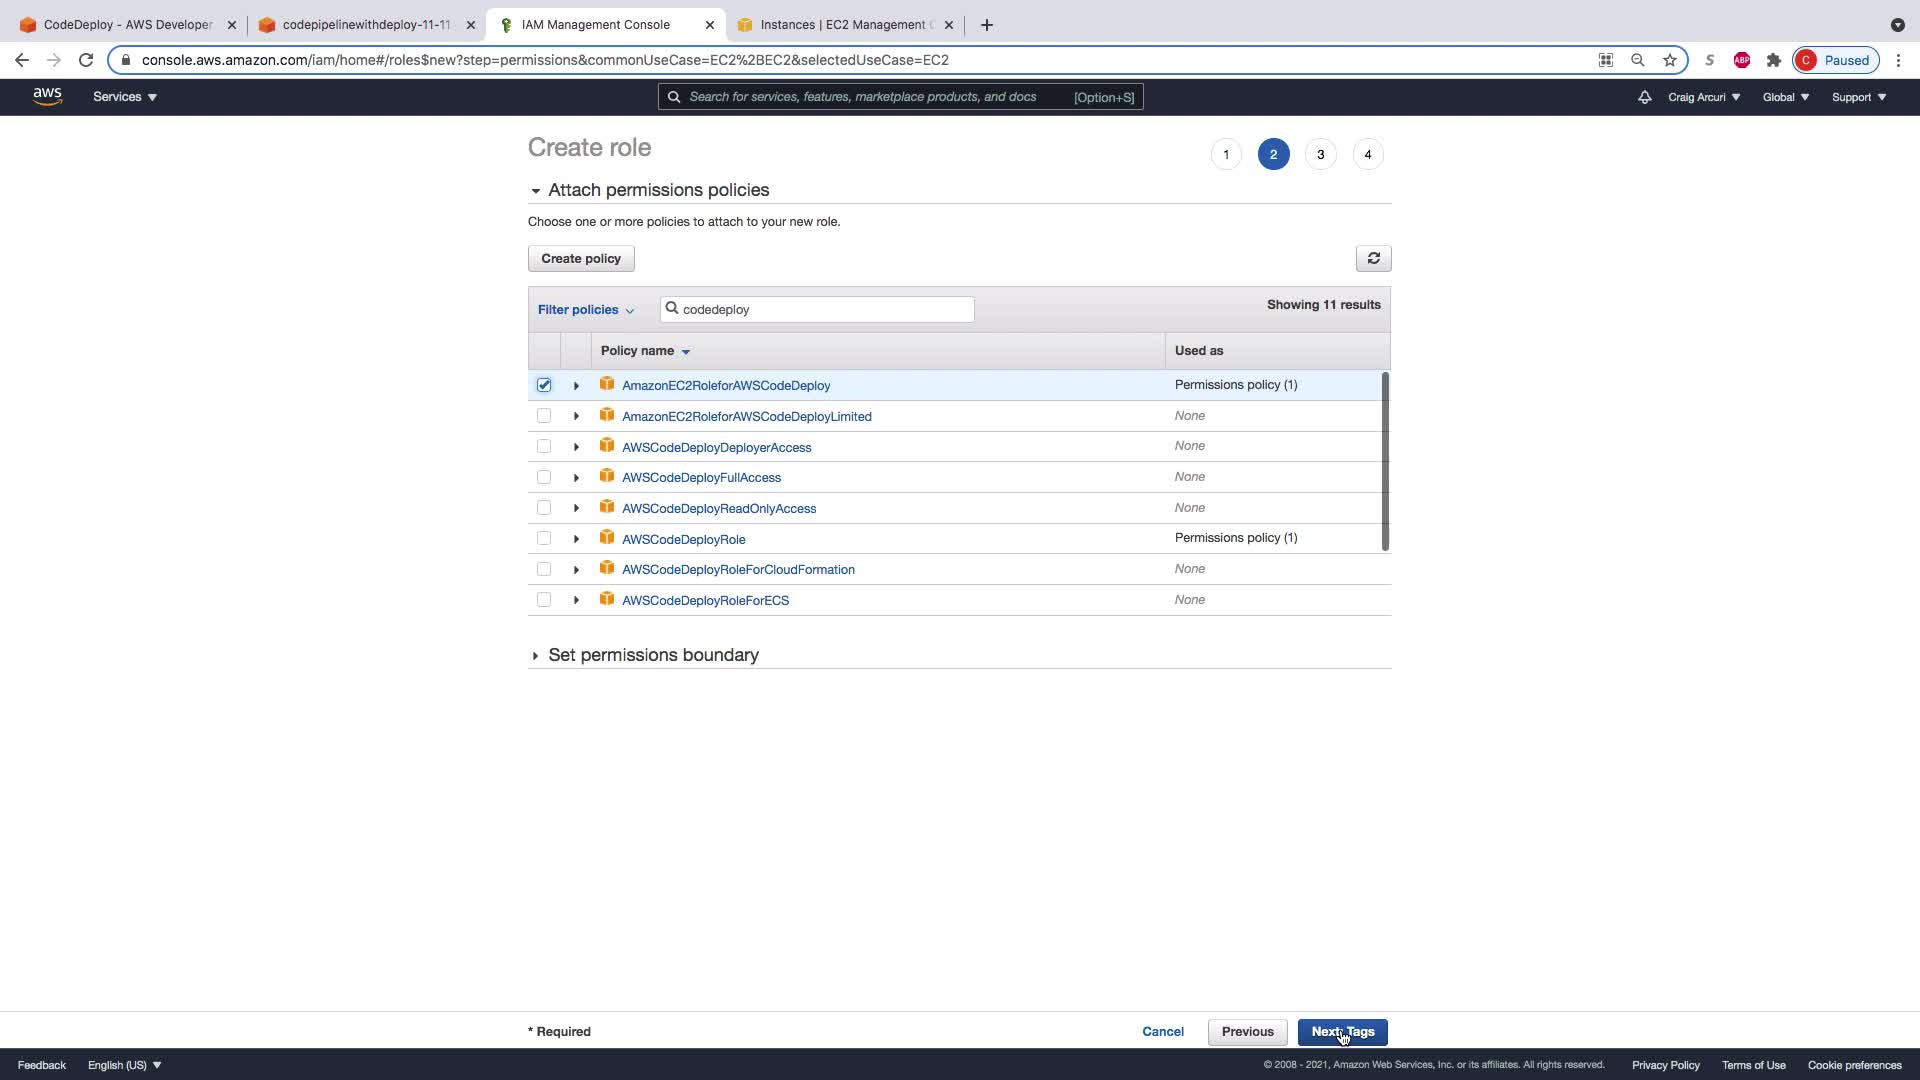 CodeDeploy - AWS Developer
codepipelinewithdeploy-11-11
IAM Management Console
Instances | EC2 Management C
console.aws.amazon.com/iam/home#/roles$new?step=permissions&commonUseCase=EC2%2BEC2&selectedUseCase=EC2
S
ABP
C Paused
aws
Services
Search for services, features, marketplace products, and docs [Option+S]
Craig Arcuri
Global
Support
Create role
1 2 3 4
Attach permissions policies
Choose one or more policies to attach to your new role.
Create policy
Filter policies
codedeploy
Showing 11 results
Policy name Used as
AmazonEC2RoleforAWSCodeDeploy Permissions policy (1)
AmazonEC2RoleforAWSCodeDeployLimited None
AWSCodeDeployDeployerAccess None
AWSCodeDeployFullAccess None
AWSCodeDeployReadOnlyAccess None
AWSCodeDeployRole Permissions policy (1)
AWSCodeDeployRoleForCloudFormation None
AWSCodeDeployRoleForECS None
Set permissions boundary
* Required
Cancel
Previous
Next: Tags
Feedback
English (US)
© 2008 - 2021, Amazon Web Services, Inc. or its affiliates. All rights reserved.
Privacy Policy
Terms of Use
Cookie preferences